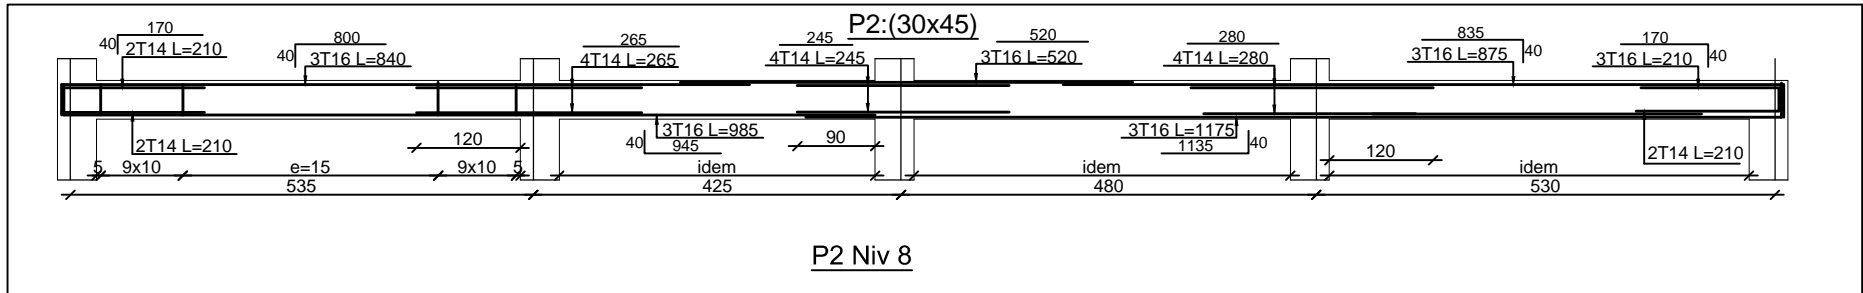 P2:(30x45)
170
40
2T14 L=210
800
40
3T16 L=840
265
4T14 L=265
245
4T14 L=245
520
3T16 L=520
280
4T14 L=280
835
40
3T16 L=875
170
40
3T16 L=210
2T14 L=210
120
3T16 L=985
40
945
90
3T16 L=1175
1135
40
120
2T14 L=210
5
9x10
e=15
9x10
5
idem
idem
idem
535
425
480
530
P2 Niv 8